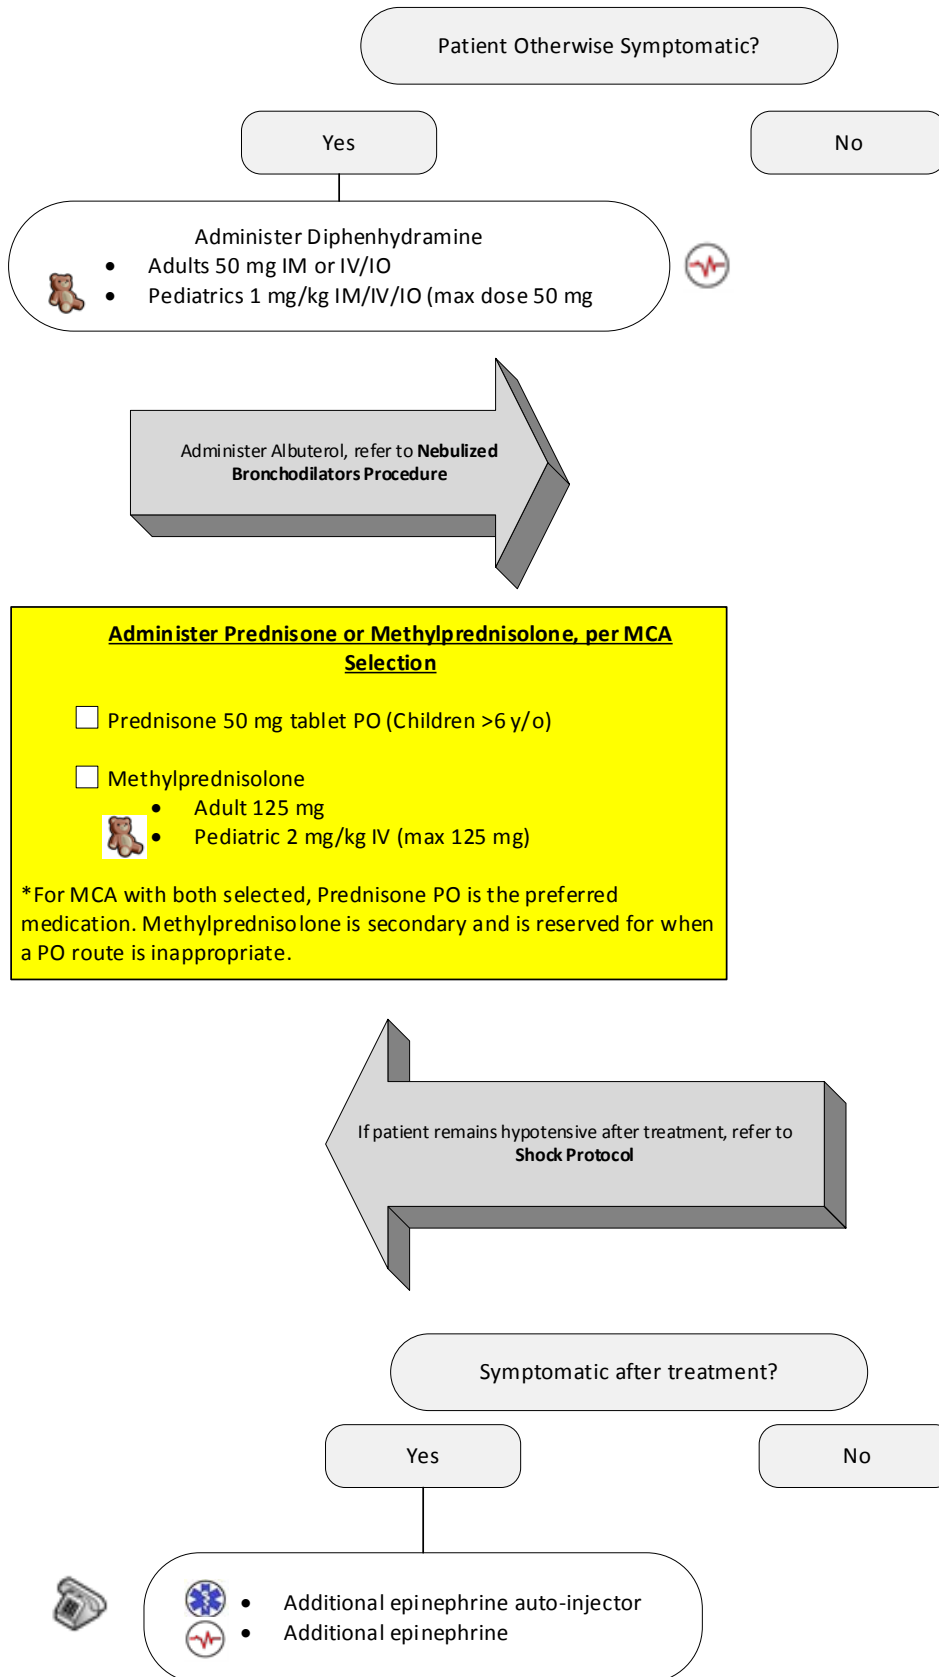 Patient Otherwise Symptomatic?
Yes
No
Administer Diphenhydramine
• Adults 50 mg IM or IV/IO
• Pediatrics 1 mg/kg IM/IV/IO (max dose 50 mg
Administer Albuterol, refer to Nebulized
Bronchodilators Procedure
Administer Prednisone or Methylprednisolone, per MCA
Selection
Prednisone 50 mg tablet PO (Children >6 y/o)
Methylprednisolone
• Adult 125 mg
• Pediatric 2 mg/kg IV (max 125 mg)
*For MCA with both selected, Prednisone PO is the preferred
medication. Methylprednisolone is secondary and is reserved for when
a PO route is inappropriate.
If patient remains hypotensive after treatment, refer to
Shock Protocol
Symptomatic after treatment?
Yes
No
• Additional epinephrine auto-injector
• Additional epinephrine